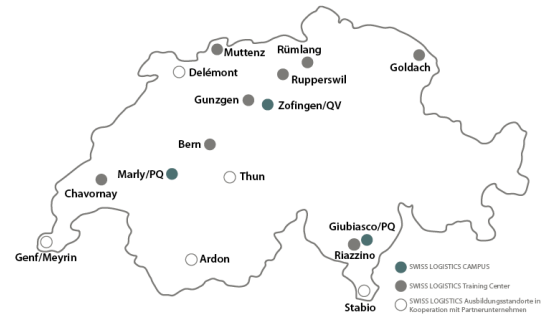 Muttenz
Rümlang
Delémont
Rupperswil
Goldach
Gunzgen
Zofingen/QV
Bern
Marly/PQ
Thun
Chavornay
Giubiasco/PQ
Riazzino
Genf/Meyrin
Ardon
Stabio
SWISS LOGISTICS CAMPUS
SWISS LOGISTICS Training Center
SWISS LOGISTICS Ausbildungsstandorte in
Kooperation mit Partnerunternehmen